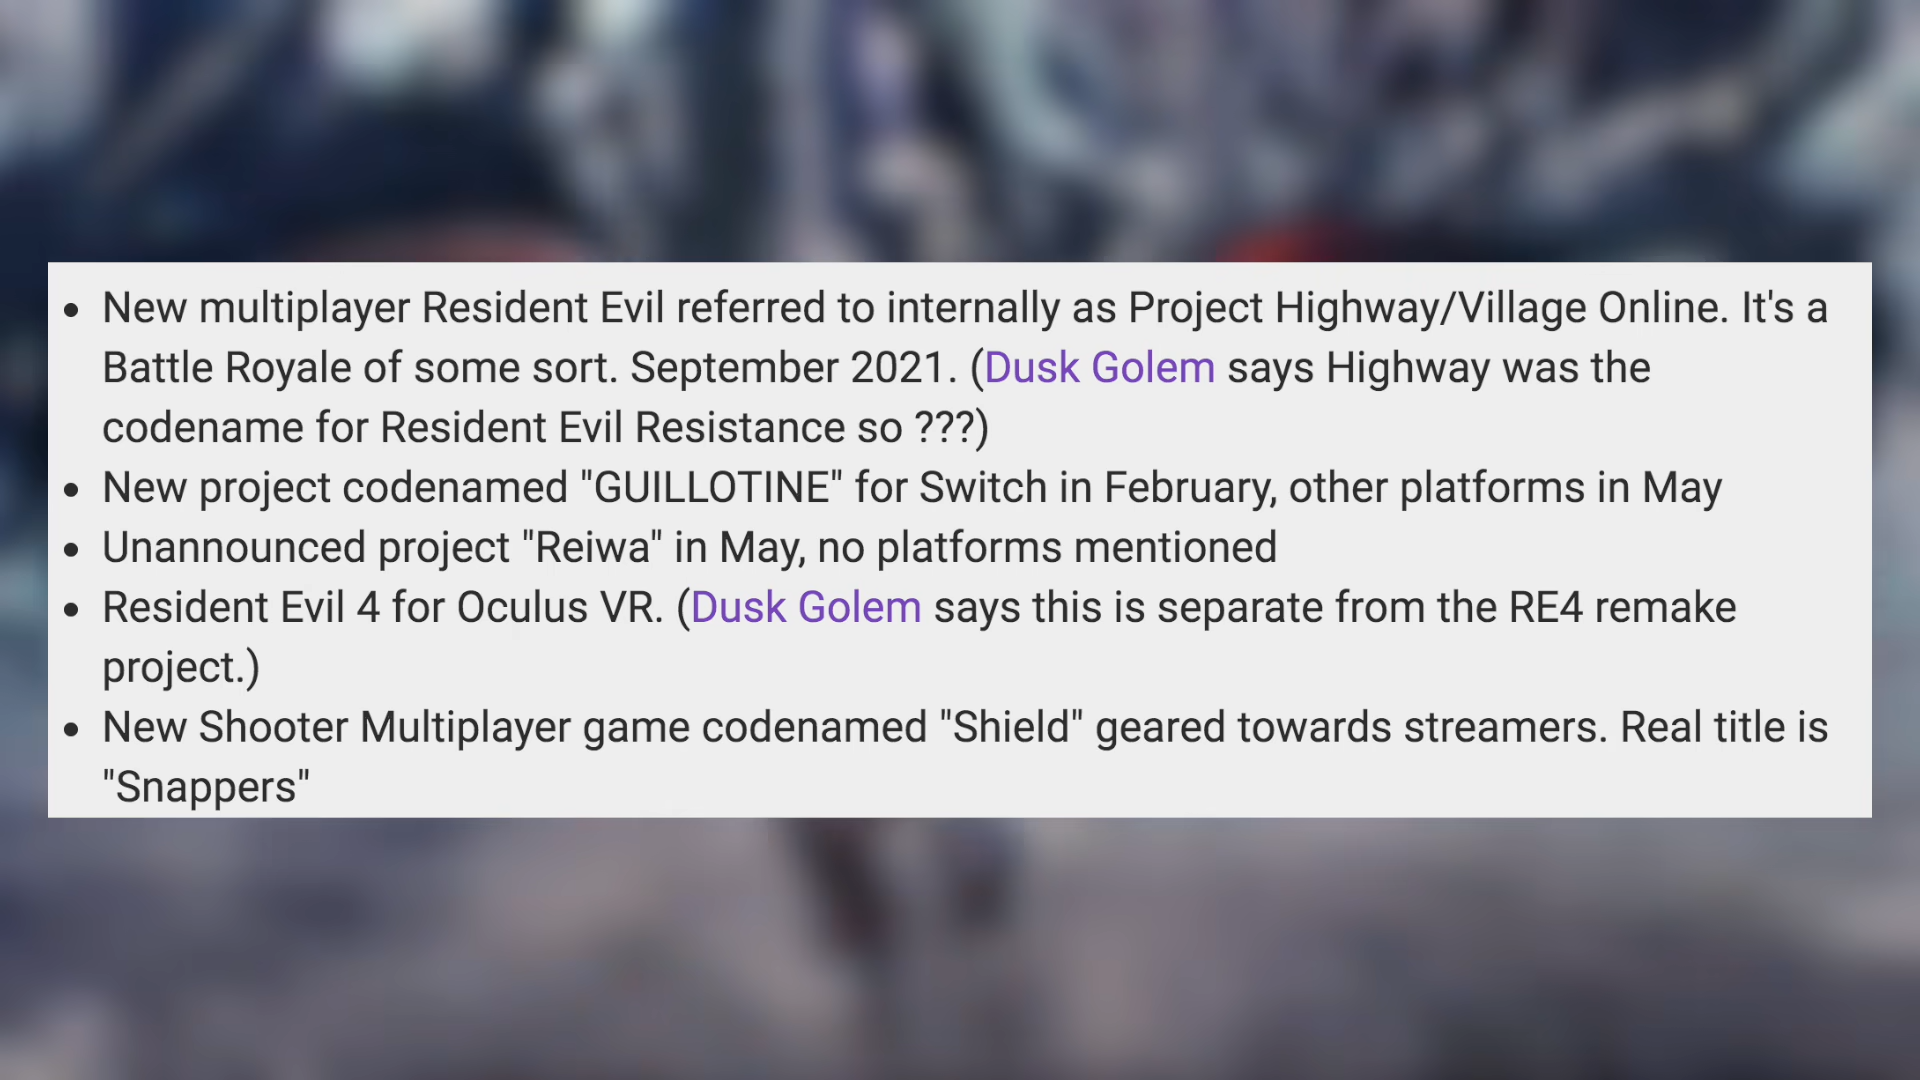 • New multiplayer Resident Evil referred to internally as Project Highway/Village Online. It's a
Battle Royale of some sort. September 2021. (Dusk Golem says Highway was the
codename for Resident Evil Resistance so ???)
• New project codenamed "GUILLOTINE" for Switch in February, other platforms in May
• Unannounced project "Reiwa" in May, no platforms mentioned
• Resident Evil 4 for Oculus VR. (Dusk Golem says this is separate from the RE4 remake
project.)
• New Shooter Multiplayer game codenamed "Shield" geared towards streamers. Real title is
"Snappers"